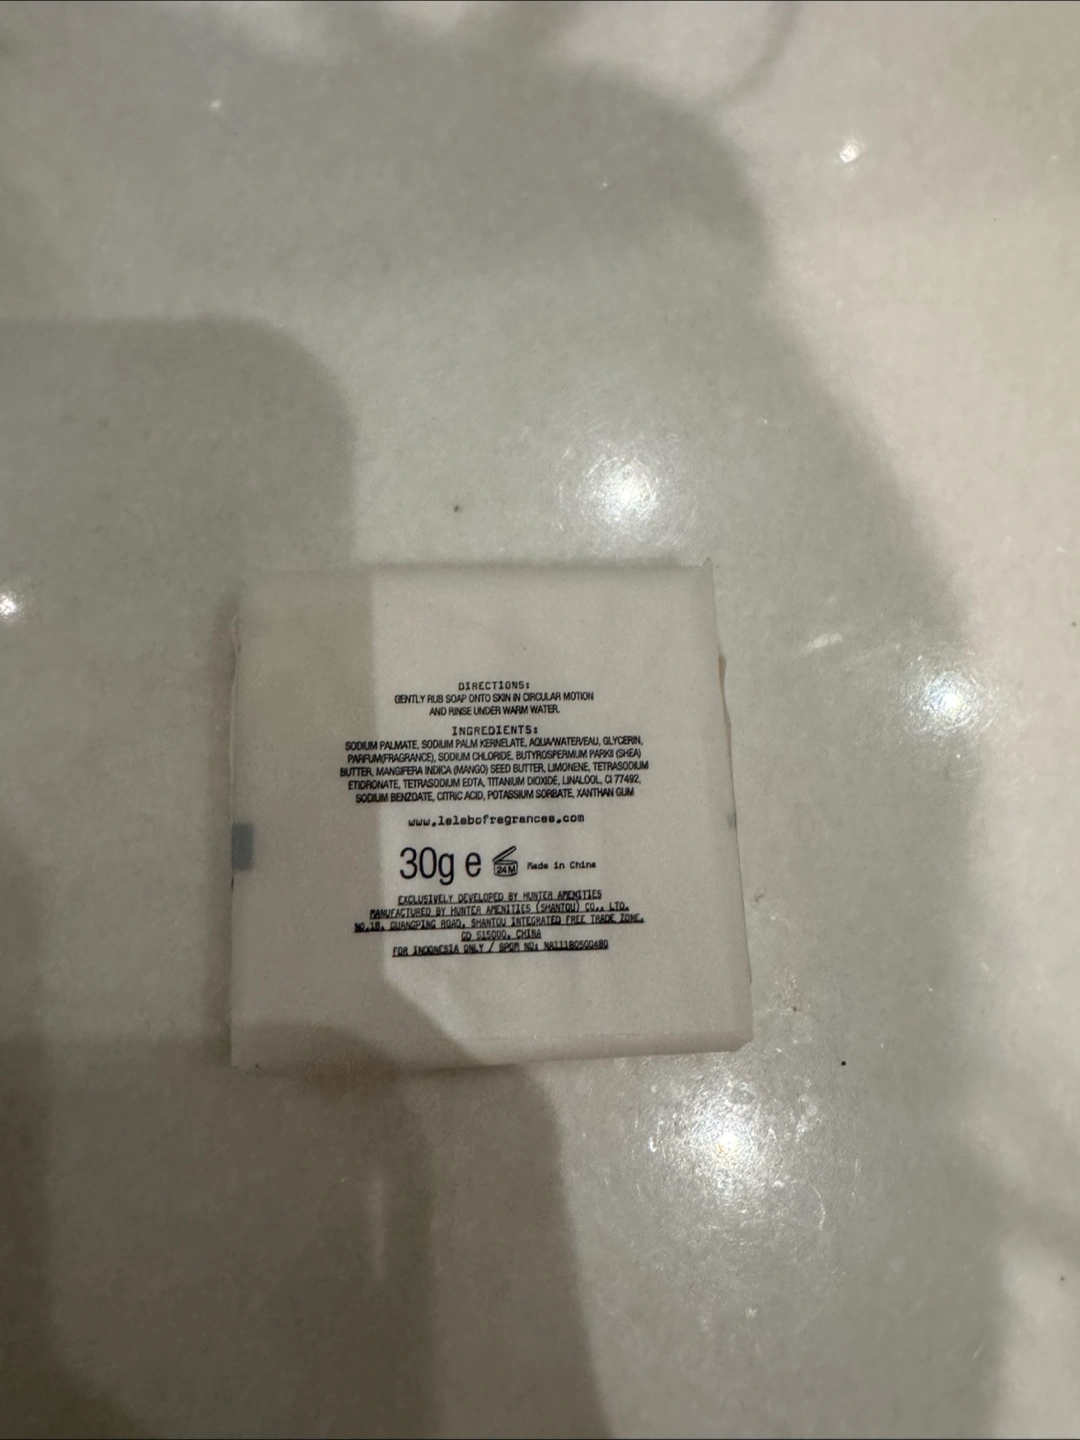 DIRECTIONS:
GENTLY RUB SOAP ONTO SKIN IN CIRCULAR MOTION
AND RINSE UNDER WARM WATER.
INGREDIENTS:
SODIUM PALMATE, SODIUM PALM KERNELATE, AQUA/WATER/EAU, GLYCERIN,
PARFUM(FRAGRANCE), SODIUM CHLORIDE, BUTYROSPERMUM PARKII (SHEA)
BUTTER, MANGIFERA INDICA (MANGO) SEED BUTTER, LIMONENE, TETRASODIUM
ETIDRONATE, TETRASODIUM EDTA, TITANIUM DIOXIDE, LINALOOL, CI 77492,
SODIUM BENZOATE, CITRIC ACID, POTASSIUM SORBATE, XANTHAN GUM
www.lelabofragrances.com
30g e 24M Made in China
EXCLUSIVELY DEVELOPED BY HUNTER AMENITIES
MANUFACTURED BY HUNTER AMENITIES (SHANTOU) CO., LTD.
NO.18, GUANGPING ROAD, SHANTOU INTEGRATED FREE TRADE ZONE,
GD 515000, CHINA
FOR INDONESIA ONLY / BPOM NO: